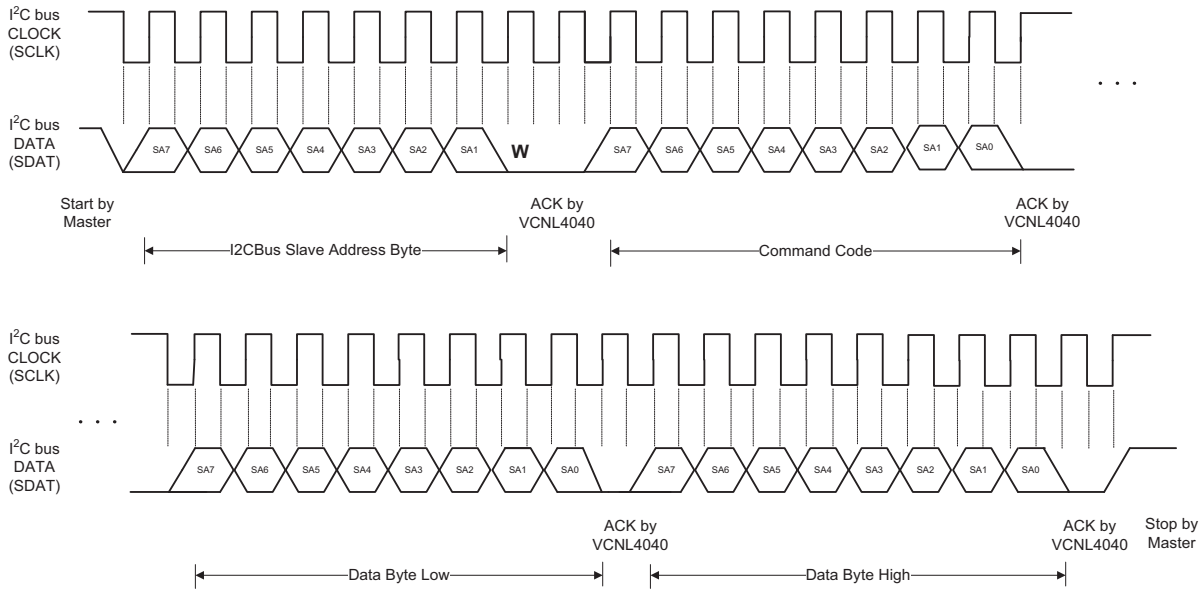 I²C bus
CLOCK
(SCLK)
. . .
I²C bus
DATA
(SDAT)
SA7 SA6 SA5 SA4 SA3 SA2 SA1 W SA7 SA6 SA5 SA4 SA3 SA2 SA1 SA0
Start by
Master
ACK by
VCNL4040
ACK by
VCNL4040
I2CBus Slave Address Byte
Command Code
I²C bus
CLOCK
(SCLK)
. . .
I²C bus
DATA
(SDAT)
SA7 SA6 SA5 SA4 SA3 SA2 SA1 SA0 SA7 SA6 SA5 SA4 SA3 SA2 SA1 SA0
ACK by
VCNL4040
ACK by
VCNL4040
Stop by
Master
Data Byte Low
Data Byte High